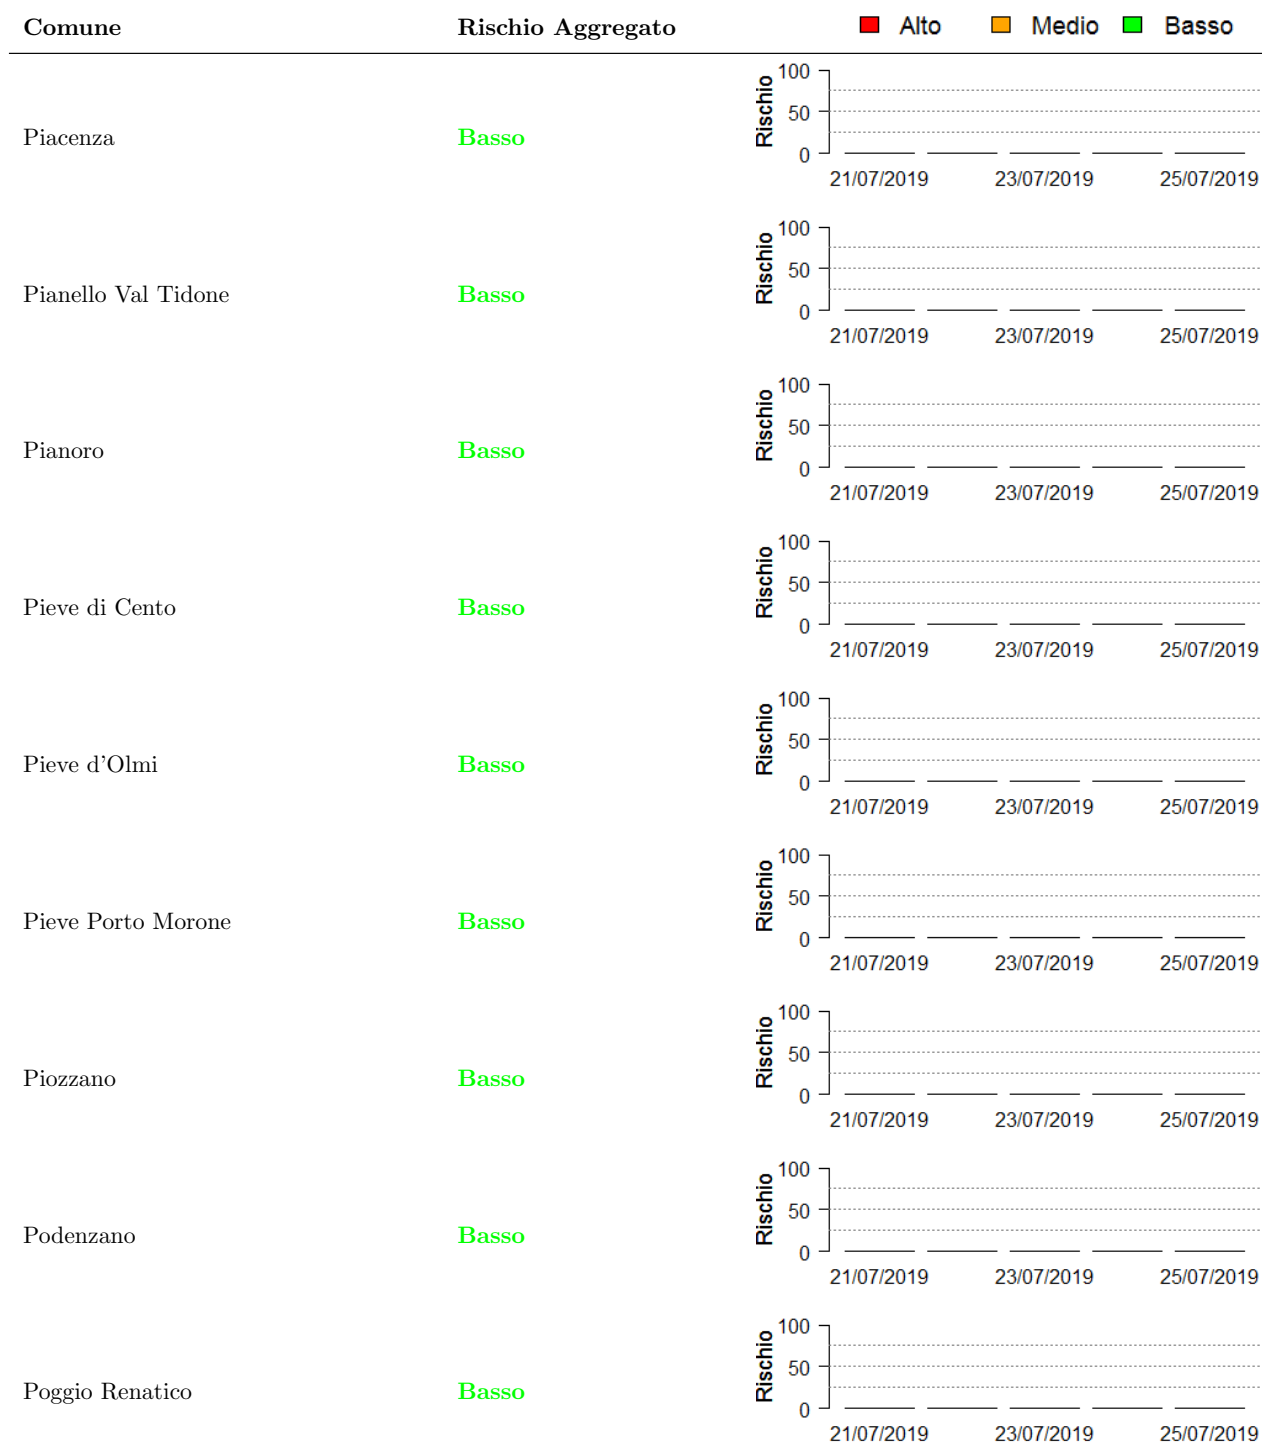 Comune Rischio Aggregato Alto Medio Basso
100
50
0
Rischio
Piacenza Basso
21/07/2019 23/07/2019 25/07/2019
100
50
0
Rischio
Pianello Val Tidone Basso
21/07/2019 23/07/2019 25/07/2019
100
50
0
Rischio
Pianoro Basso
21/07/2019 23/07/2019 25/07/2019
100
50
0
Rischio
Pieve di Cento Basso
21/07/2019 23/07/2019 25/07/2019
100
50
0
Rischio
Pieve d’Olmi Basso
21/07/2019 23/07/2019 25/07/2019
100
50
0
Rischio
Pieve Porto Morone Basso
21/07/2019 23/07/2019 25/07/2019
100
50
0
Rischio
Piozzano Basso
21/07/2019 23/07/2019 25/07/2019
100
50
0
Rischio
Podenzano Basso
21/07/2019 23/07/2019 25/07/2019
100
50
0
Rischio
Poggio Renatico Basso
21/07/2019 23/07/2019 25/07/2019